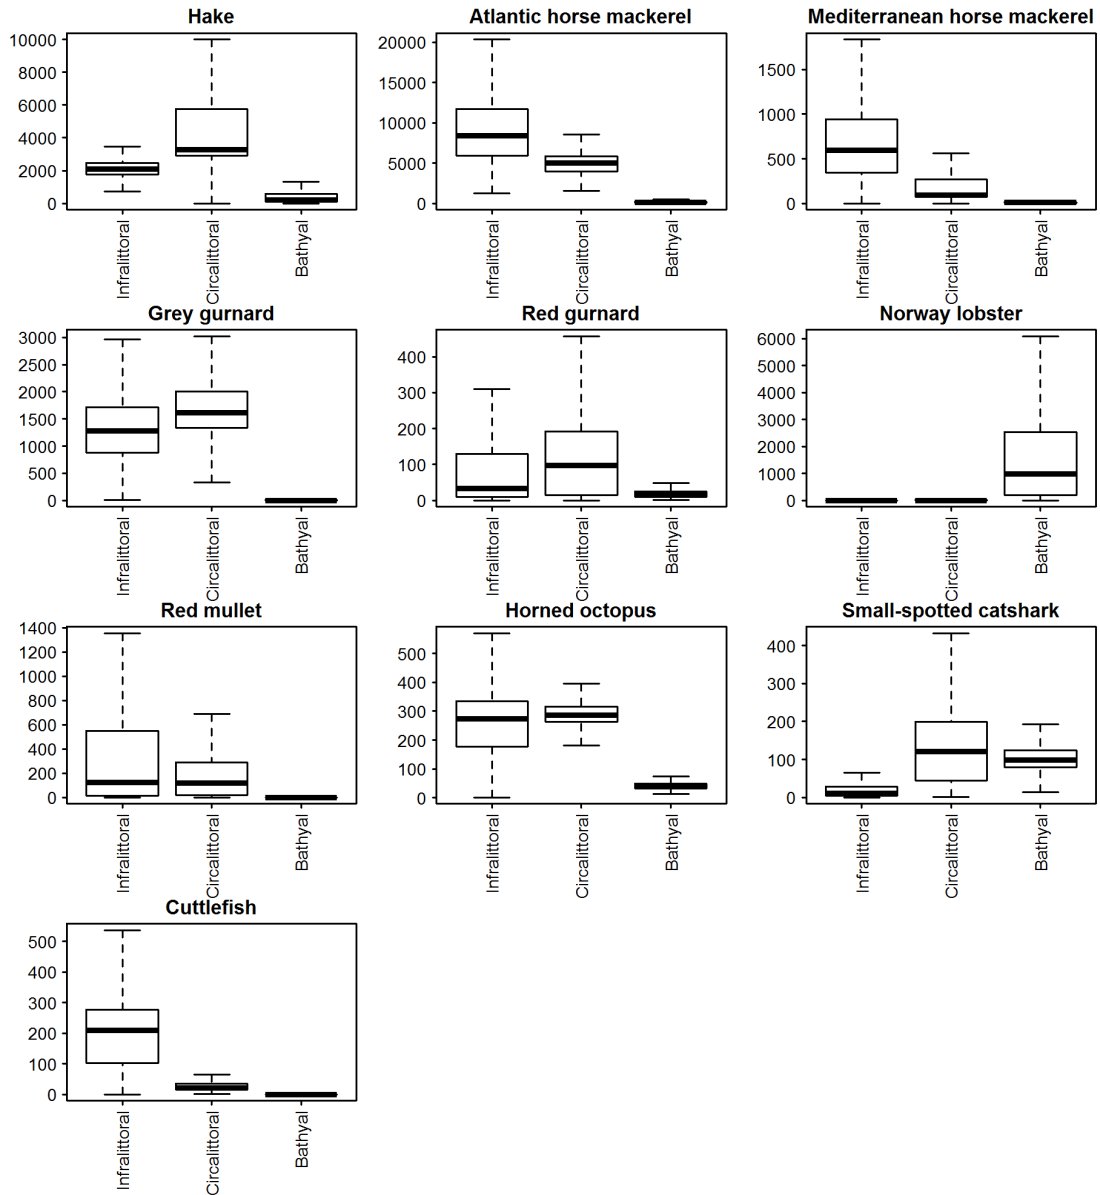 Hake
10000
8000
6000
4000
2000
0
Infralittoral
Circalittoral
Bathyal
Atlantic horse mackerel
20000
15000
10000
5000
0
Infralittoral
Circalittoral
Bathyal
Mediterranean horse mackerel
1500
1000
500
0
Infralittoral
Circalittoral
Bathyal
Grey gurnard
3000
2500
2000
1500
1000
500
0
Infralittoral
Circalittoral
Bathyal
Red gurnard
400
300
200
100
0
Infralittoral
Circalittoral
Bathyal
Norway lobster
6000
5000
4000
3000
2000
1000
0
Infralittoral
Circalittoral
Bathyal
Red mullet
1400
1200
1000
800
600
400
200
0
Infralittoral
Circalittoral
Bathyal
Horned octopus
500
400
300
200
100
0
Infralittoral
Circalittoral
Bathyal
Small-spotted catshark
400
300
200
100
0
Infralittoral
Circalittoral
Bathyal
Cuttlefish
500
400
300
200
100
0
Infralittoral
Circalittoral
Bathyal